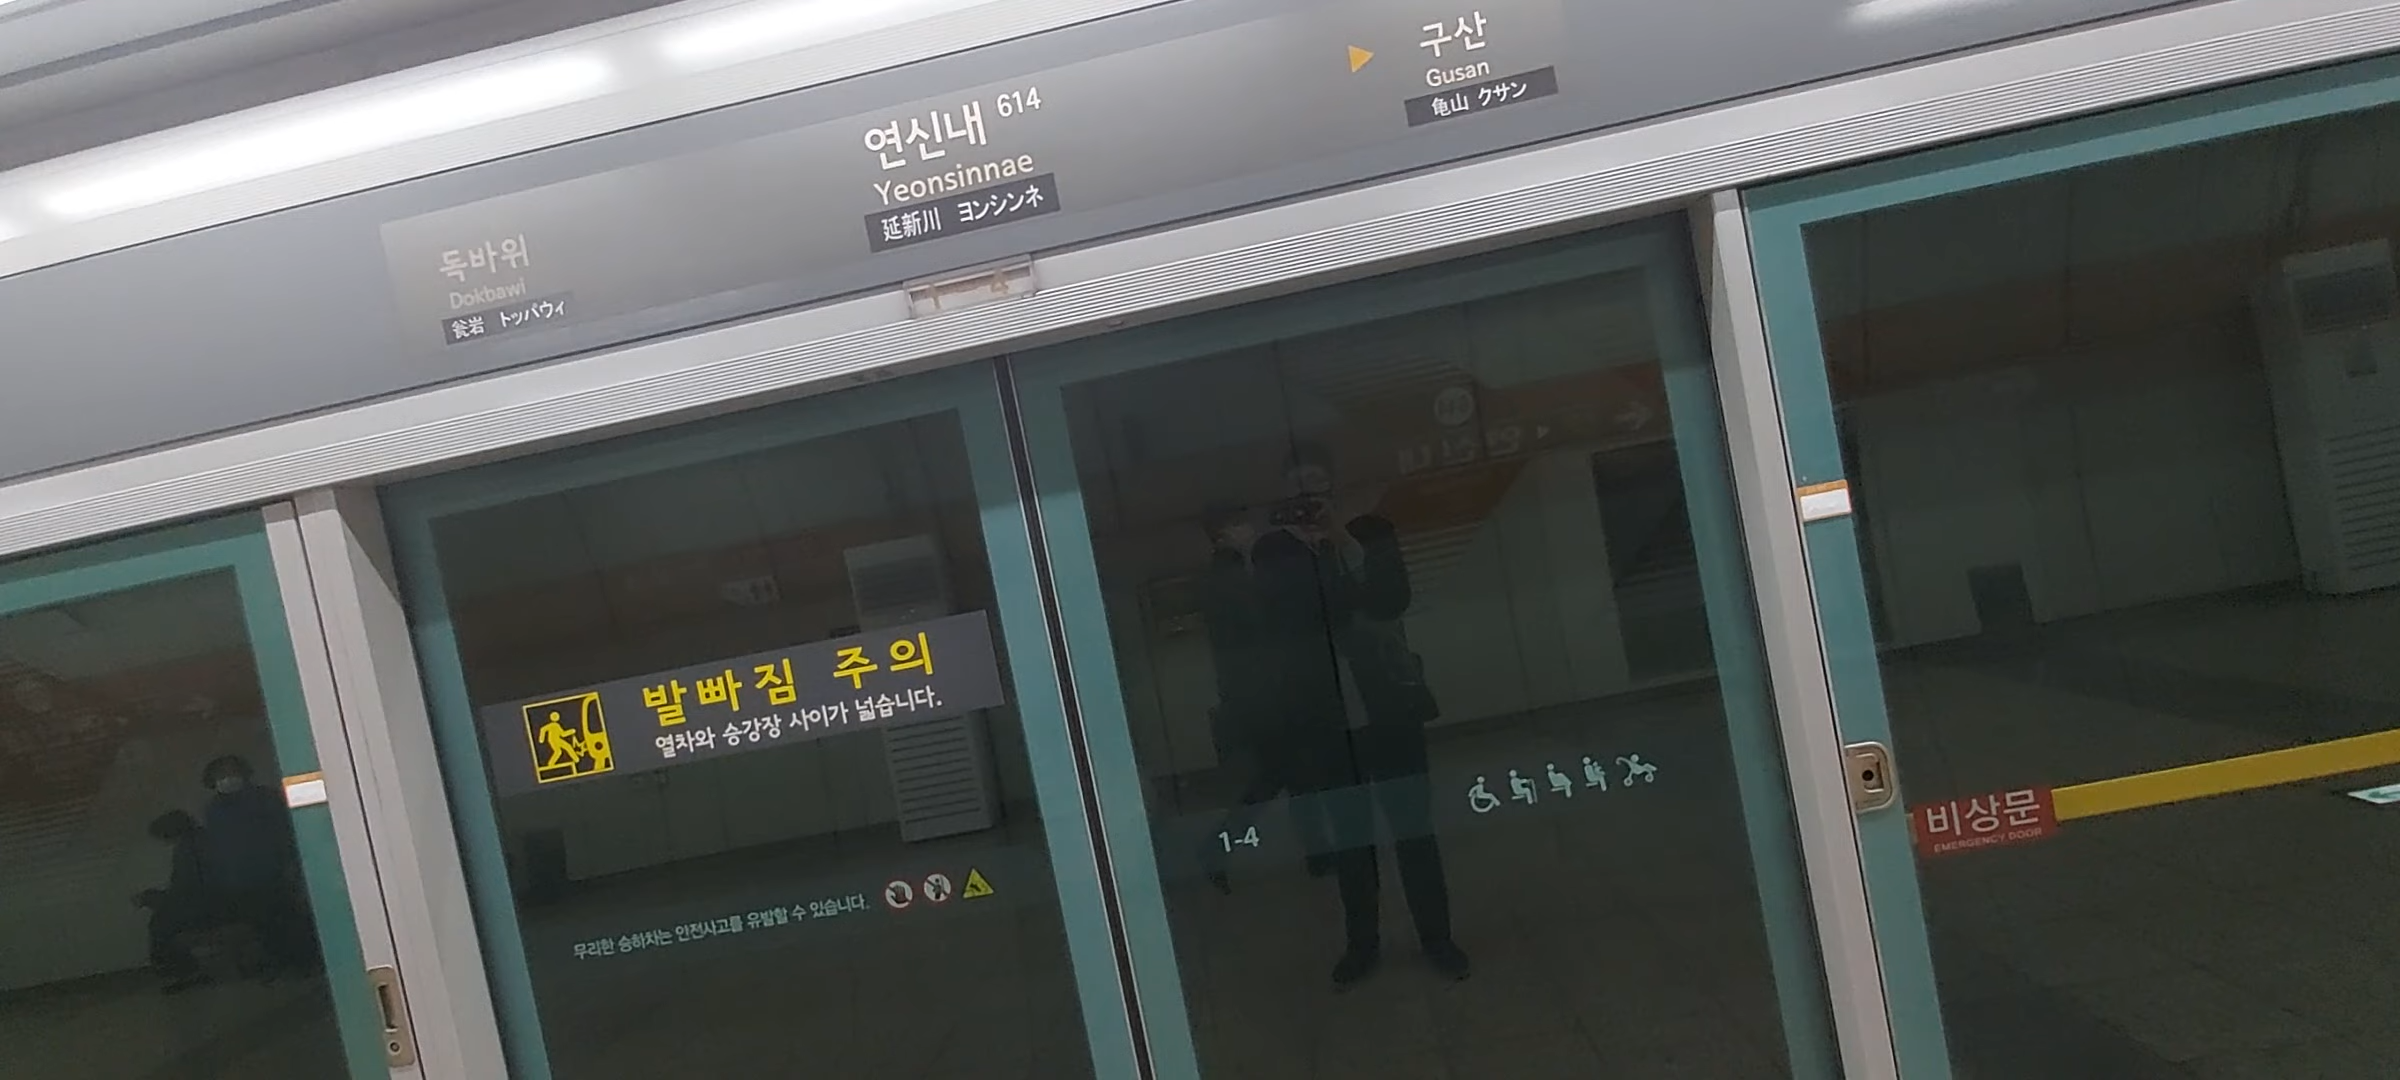 구산
Gusan
亀山 クサン
연신내 614
Yeonsinnae
延新川 ヨンシンネ
독바위
Dokbawi
瓮岩 トッパウィ
발빠짐 주의
열차와 승강장 사이가 넓습니다.
1-4
무리한 승하차는 안전사고를 유발할 수 있습니다.
비상문
EMERGENCY DOOR